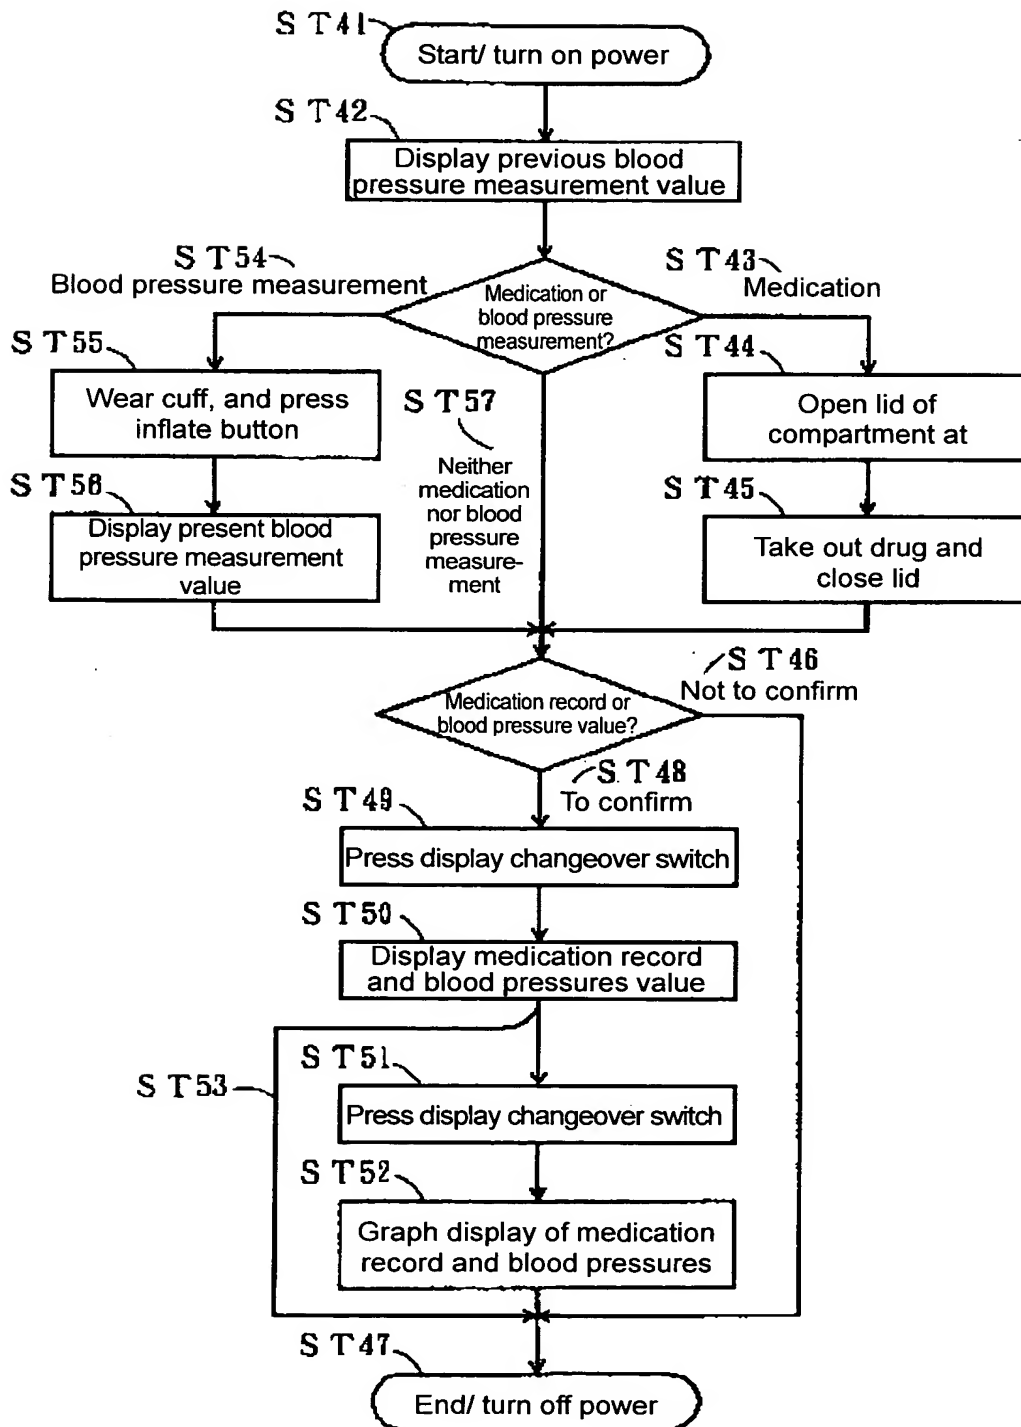 S T41
Start/ turn on power
S T42
Display previous blood
pressure measurement value
S T54
Blood pressure measurement
S T43
Medication
Medication or
blood pressure
measurement?
S T55
Wear cuff, and press
inflate button
S T57
Neither
medication
nor blood
pressure
measure-
ment
S T44
Open lid of
compartment at
S T56
Display present blood
pressure measurement
value
S T45
Take out drug and
close lid
S T46
Not to confirm
Medication record or
blood pressure value?
S T48
To confirm
S T49
Press display changeover switch
S T50
Display medication record
and blood pressures value
S T51
S T53
Press display changeover switch
S T52
Graph display of medication
record and blood pressures
S T47
End/ turn off power